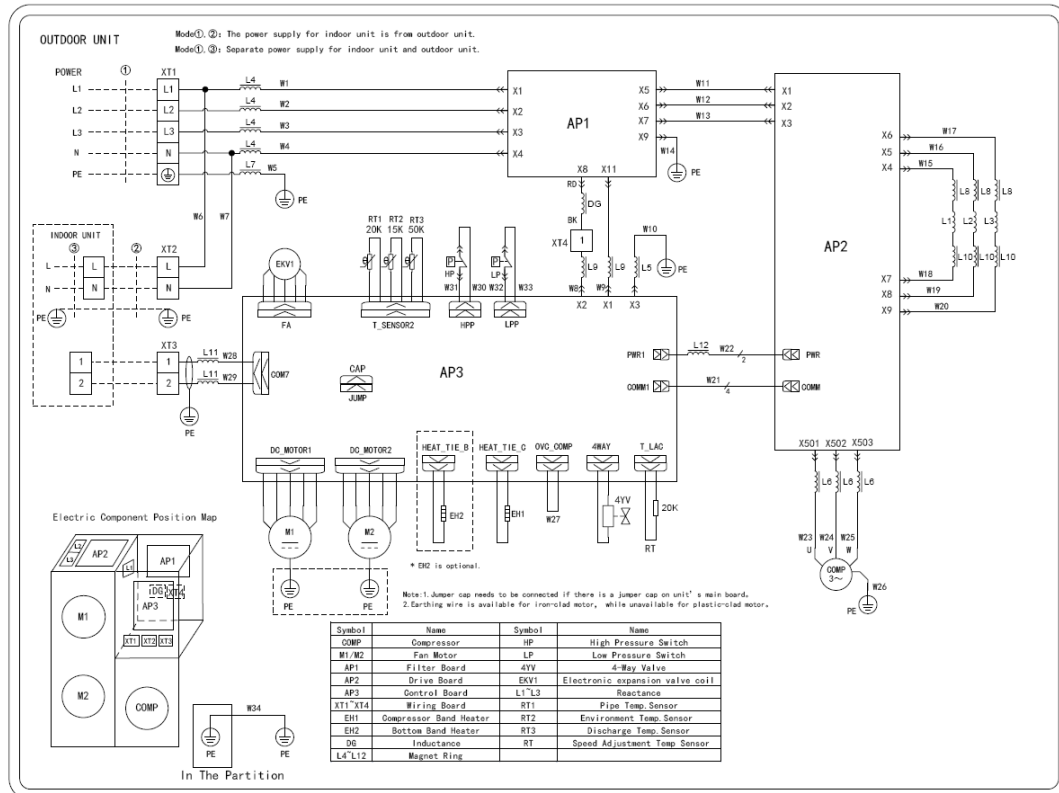 OUTDOOR UNIT
Mode①、②: The power supply for indoor unit is from outdoor unit.
Mode①、③: Separate power supply for indoor unit and outdoor unit.
POWER ① XT1
L1 L1 L4 W1 X1
L2 L2 L4 W2 X2
L3 L3 L4 W3 X3
N N L4 W4 X4
PE L7 W5
PE
AP1
X5 W11 X1
X6 W12 X2
X7 W13 X3
X9 W14 PE
X8 X11
RD
DG
BK
XT4 1
L9 L9 L5 W10 PE
W8 W9
X2 X1 X3
W6 W7
INDOOR UNIT
③ ② XT2
L L L
N N N
PE PE
XT3
1 1 L11 W28
2 2 L11 W29
COM7
PE
EKV1
FA
RT1 RT2 RT3
20K 15K 50K
T_SENSOR2
P P
HP LP
W31 W30 W32 W33
HPP LPP
AP3
CAP
JUMP
PWR1 L12 W22 2 PWR
COMM1 W21 4 COMM
AP2
X6 W17
X5 W16
X4 W15
L8 L8 L8
L1 L2 L3
L10 L10 L10
X7 W18
X8 W19
X9 W20
X501 X502 X503
L6 L6 L6
W23 W24 W25
U V W
COMP
3~
W26
PE
DC_MOTOR1 DC_MOTOR2 HEAT_TIE_B HEAT_TIE_C OVC_COMP 4WAY T_LAC
M1 M2
PE PE
EH2 EH1 W27 4YV 20K
RT
* EH2 is optional.
Note:1.Jumper cap needs to be connected if there is a jumper cap on unit's main board.
2.Earthing wire is available for iron-clad motor, while unavailable for plastic-clad motor.
Electric Component Position Map
L2
L3
AP2
L1
AP1
DG XT4
AP3
XT1 XT2 XT3
M1
M2
COMP
W34
PE PE
In The Partition
Symbol Name Symbol Name
COMP Compressor HP High Pressure Switch
M1/M2 Fan Motor LP Low Pressure Switch
AP1 Filter Board 4YV 4-Way Valve
AP2 Drive Board EKV1 Electronic expansion valve coil
AP3 Control Board L1~L3 Reactance
XT1~XT4 Wiring Board RT1 Pipe Temp.Sensor
EH1 Compressor Band Heater RT2 Environment Temp.Sensor
EH2 Bottom Band Heater RT3 Discharge Temp.Sensor
DG Inductance RT Speed Adjustment Temp Sensor
L4~L12 Magnet Ring